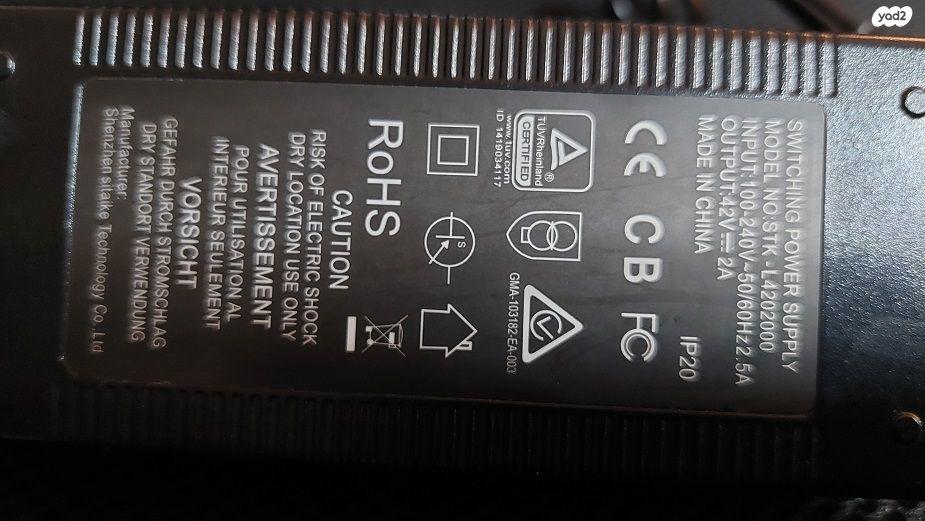 yad2
SWITCHING POWER SUPPLY
MODEL NO:STK - L4202000
INPUT:100-240V~50/60Hz2.5A
OUTPUT:42V⎓2A
MADE IN CHINA
IP20
CE CB FC
TÜVRheinland®
CERTIFIED
www.tuv.com
ID 1419034117
GMA-103182-EA-003
S
RoHS
CAUTION
RISK OF ELECTRIC SHOCK
DRY LOCATION USE ONLY
AVERTISSEMENT
POUR UTILISATION AL
INTERIEUR SEULEMENT
VORSICHT
GEFAHR DURCH STROMSCHLAG
DRY STANDORT VERWENDUNG
Manufacturer:
Shenzhen sitaike Technology Co.,Ltd